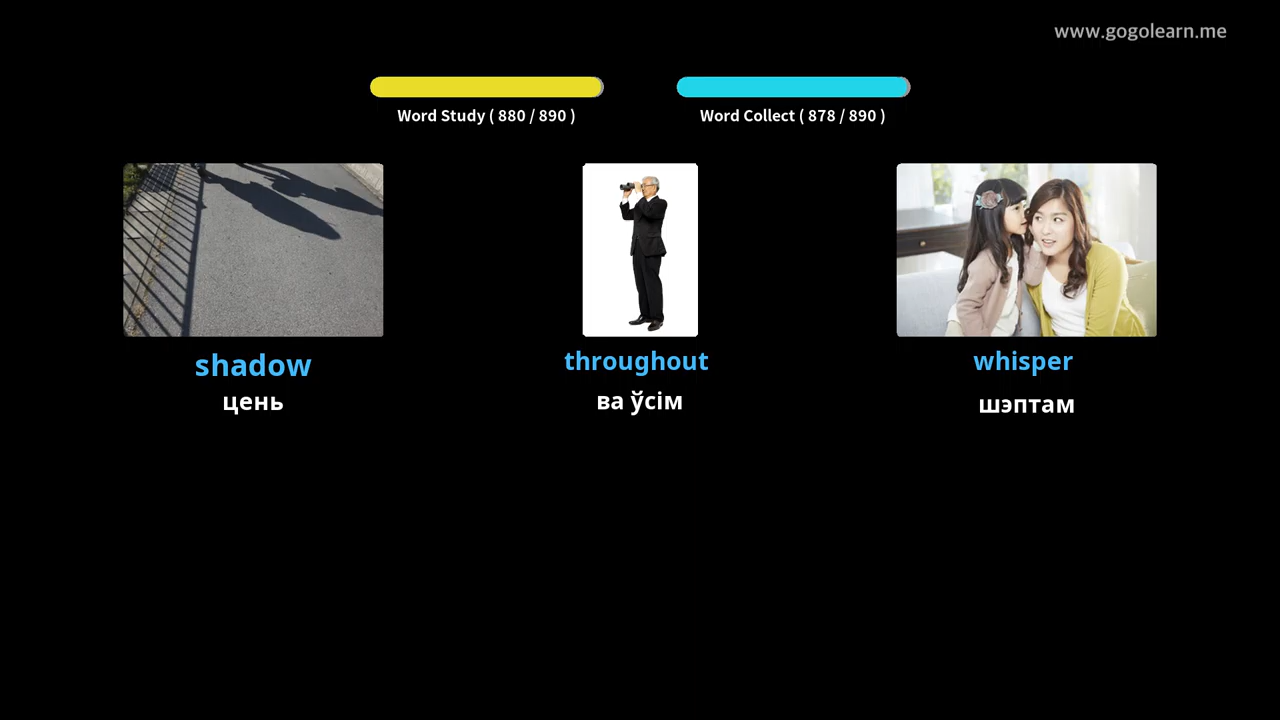 www.gogolearn.me
Word Study ( 880 / 890 )
Word Collect ( 878 / 890 )
shadow
цень
throughout
ва ўсім
whisper
шэптам